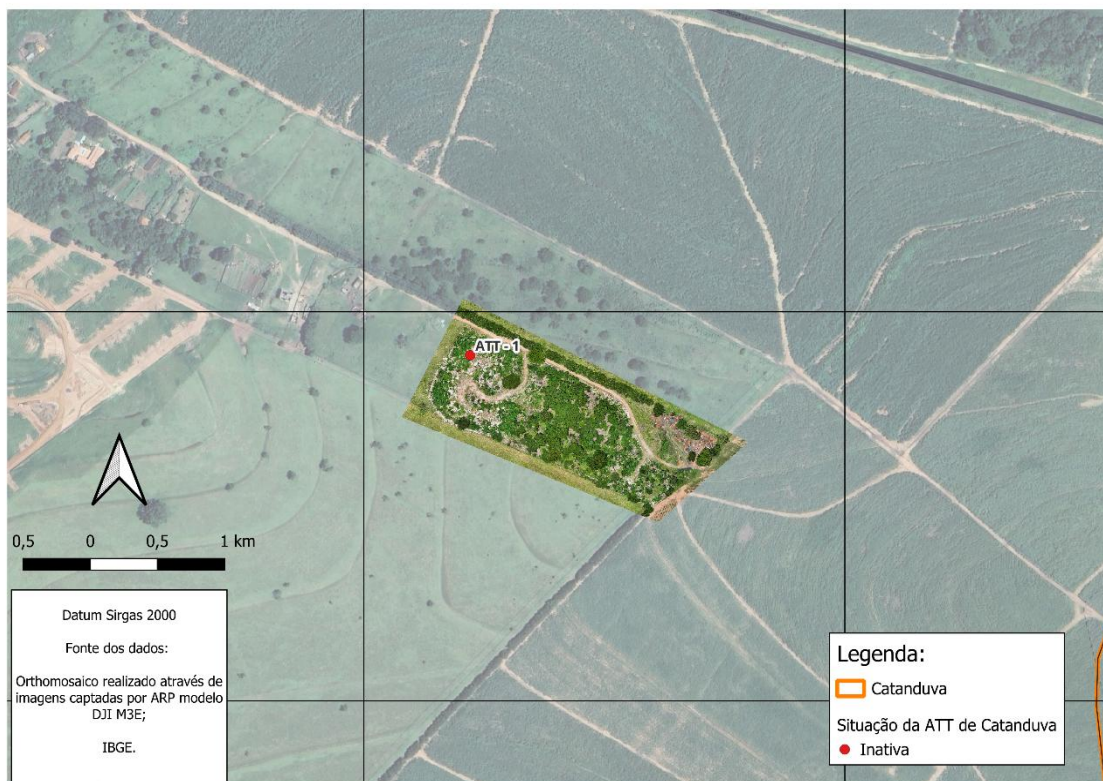 ATT - 1
0,5 0 0,5 1 km
Datum Sirgas 2000
Fonte dos dados:
Orthomosaico realizado através de
imagens captadas por ARP modelo
DJI M3E;
IBGE.
Legenda:
Catanduva
Situação da ATT de Catanduva
Inativa